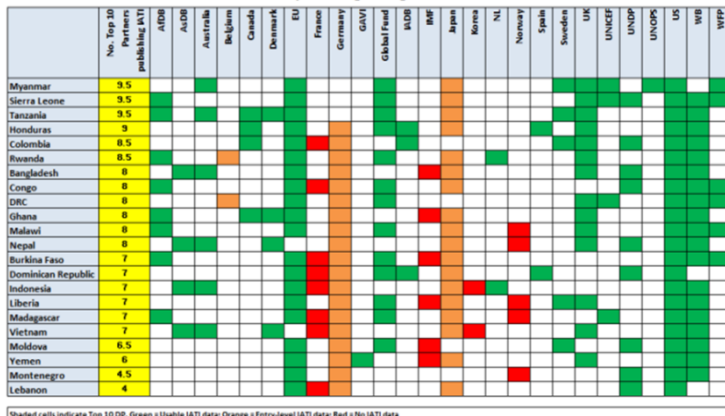 No. Top 10 Partners publishing IATI AfDB AsDB Australia Belgium Canada Denmark EU France Germany GAVI Global Fund IADB IMF Japan Korea NL Norway Spain Sweden UK UNICEF UNDP UNOPS US WB WFP
Myanmar 9.5
Sierra Leone 9.5
Tanzania 9.5
Honduras 9
Colombia 8.5
Rwanda 8.5
Bangladesh 8
Congo 8
DRC 8
Ghana 8
Malawi 8
Nepal 8
Burkina Faso 7
Dominican Republic 7
Indonesia 7
Liberia 7
Madagascar 7
Vietnam 7
Moldova 6.5
Yemen 6
Montenegro 4.5
Lebanon 4
Shaded cells indicate Top 10 DP. Green = Usable IATI data; Orange = Entry-level IATI data; Red = No IATI data